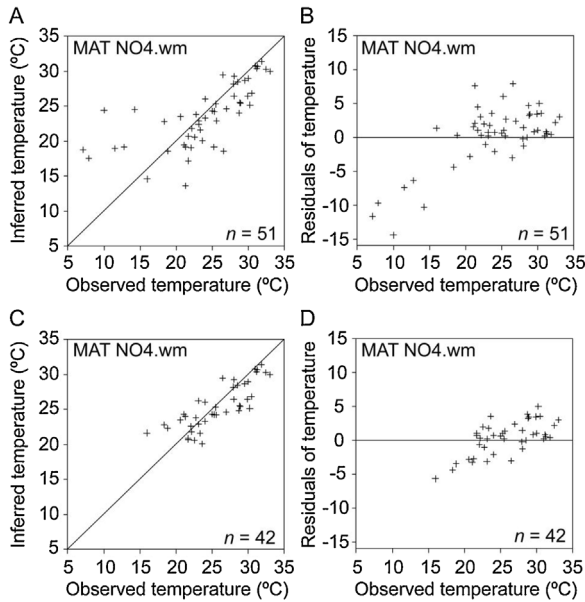 A
MAT NO4.wm
Inferred temperature (ºC)
35
30
25
20
15
10
5
n = 51
5 10 15 20 25 30 35
Observed temperature (ºC)
B
MAT NO4.wm
Residuals of temperature
15
10
5
0
-5
-10
-15
n = 51
5 10 15 20 25 30 35
Observed temperature (ºC)
C
MAT NO4.wm
Inferred temperature (ºC)
35
30
25
20
15
10
5
n = 42
5 10 15 20 25 30 35
Observed temperature (ºC)
D
MAT NO4.wm
Residuals of temperature
15
10
5
0
-5
-10
-15
n = 42
5 10 15 20 25 30 35
Observed temperature (ºC)